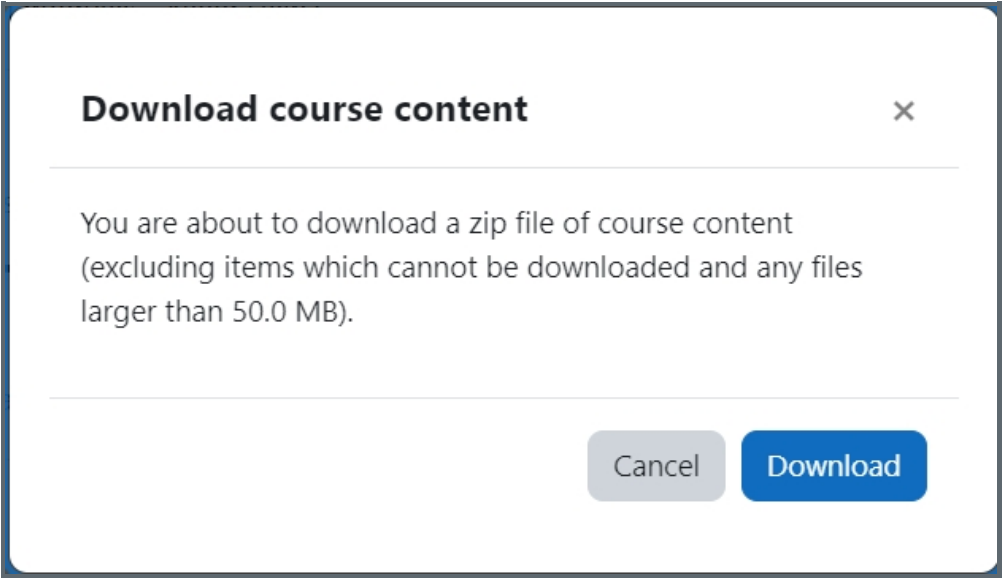 Download course content
×
You are about to download a zip file of course content
(excluding items which cannot be downloaded and any files
larger than 50.0 MB).
Cancel
Download